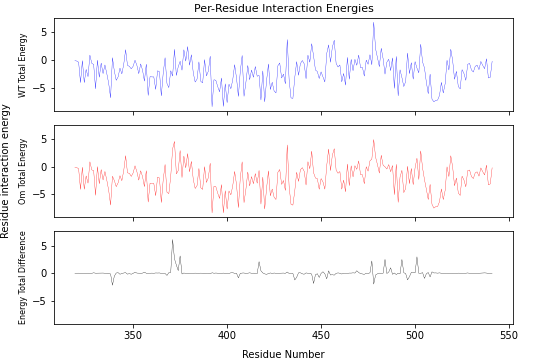 Per-Residue Interaction Energies
Residue interaction energy
WT Total Energy
5
0
−5
Orn Total Energy
5
0
−5
Energy Total Difference
5
0
−5
350 400 450 500 550
Residue Number